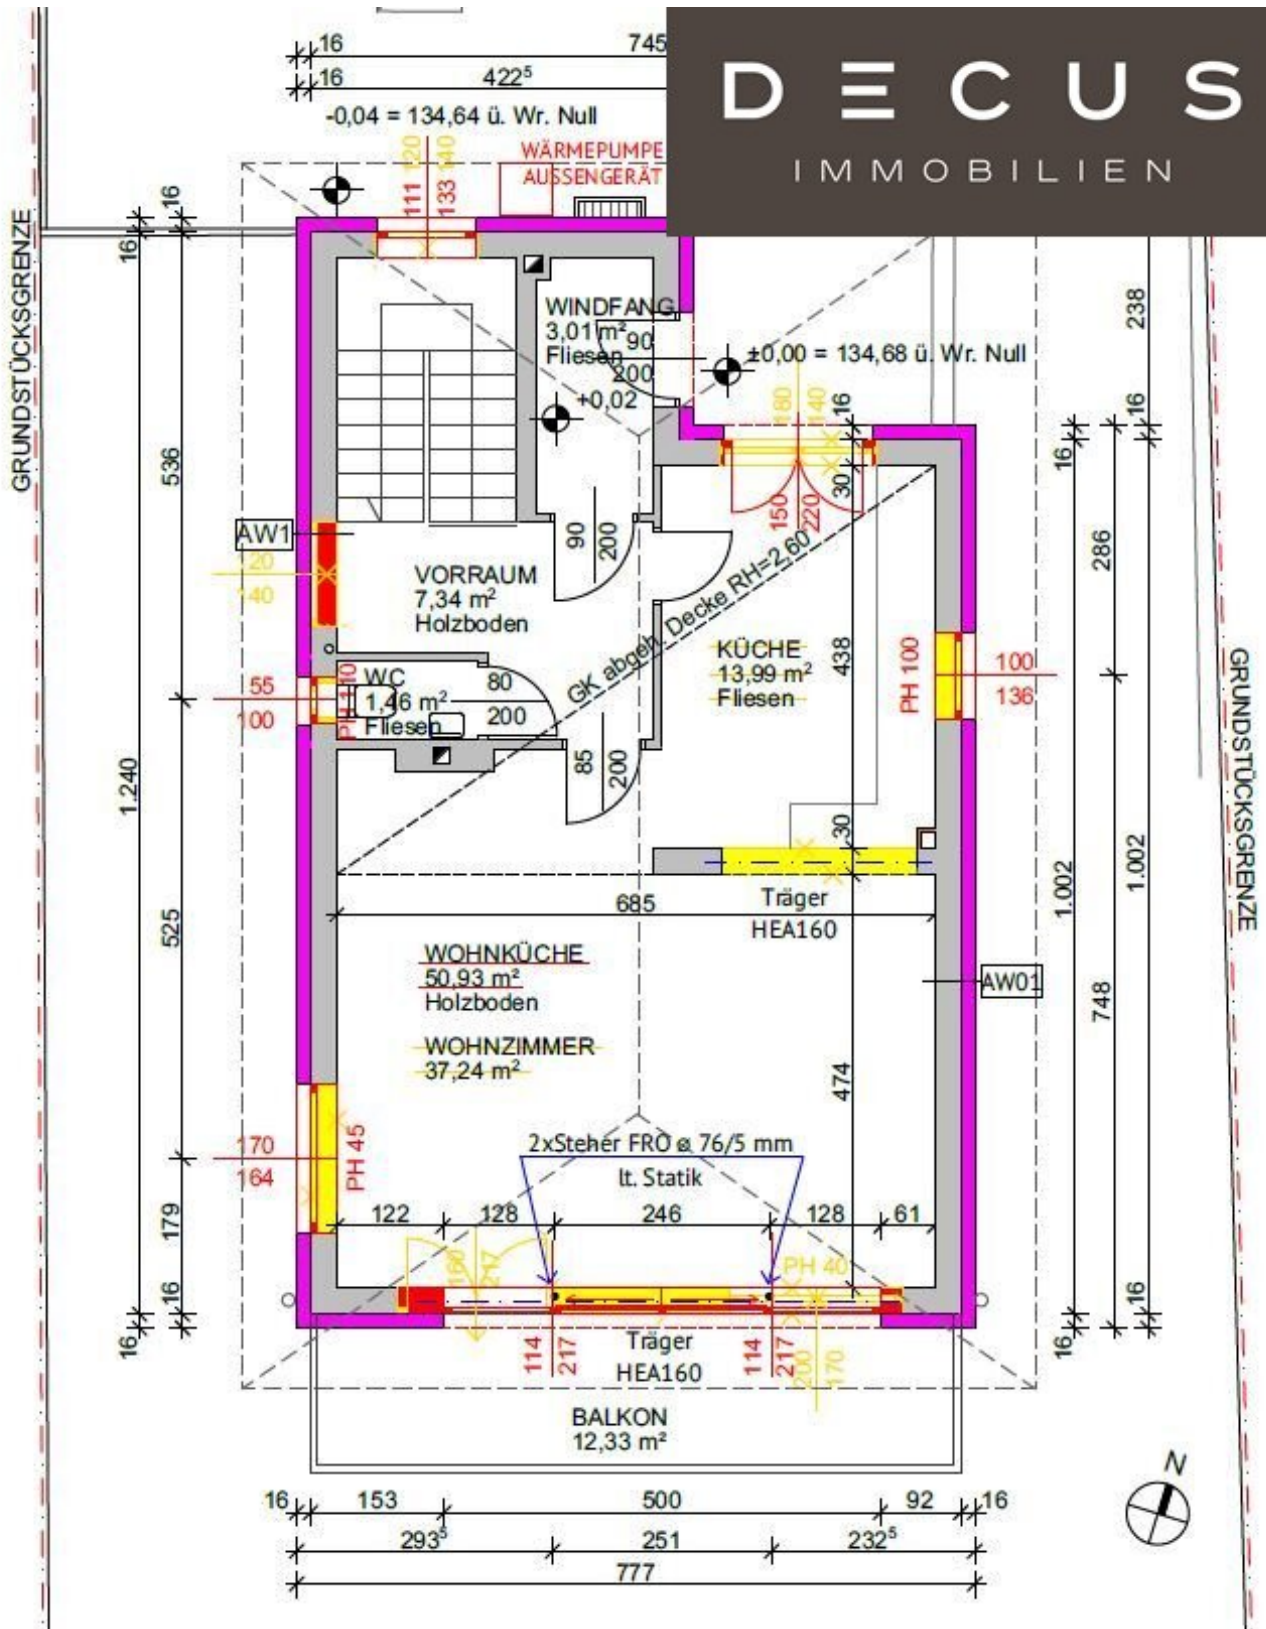 16
745
DECUS
IMMOBILIEN
16
422⁵
-0,04 = 134,64 ü. Wr. Null
120
140
111
133
WÄRMEPUMPE
AUSSENGERÄT
GRUNDSTÜCKSGRENZE
16
16
WINDFANG
3,01 m²
Fliesen
90
200
+0,02
±0,00 = 134,68 ü. Wr. Null
238
16
180
140
16
536
16
30
150
220
AW1
120
140
90
200
286
VORRAUM
7,34 m²
Holzboden
GK abgeh. Decke RH=2,60
KÜCHE
13,99 m²
Fliesen
438
PH 100
100
136
GRUNDSTÜCKSGRENZE
55
100
PH 110
WC
1,46 m²
Fliesen
80
200
85
200
1.240
30
1.002
1.002
685
Träger
HEA160
525
WOHNKÜCHE
50,93 m²
Holzboden
AW01
748
WOHNZIMMER
37,24 m²
474
170
164
PH 45
2xSteher FRO ø 76/5 mm
lt. Statik
179
122
128
246
128
61
160
217
PH 40
16
16
16
16
114
217
Träger
HEA160
114
217
200
170
BALKON
12,33 m²
N
16
153
500
92
16
293⁵
251
232⁵
777